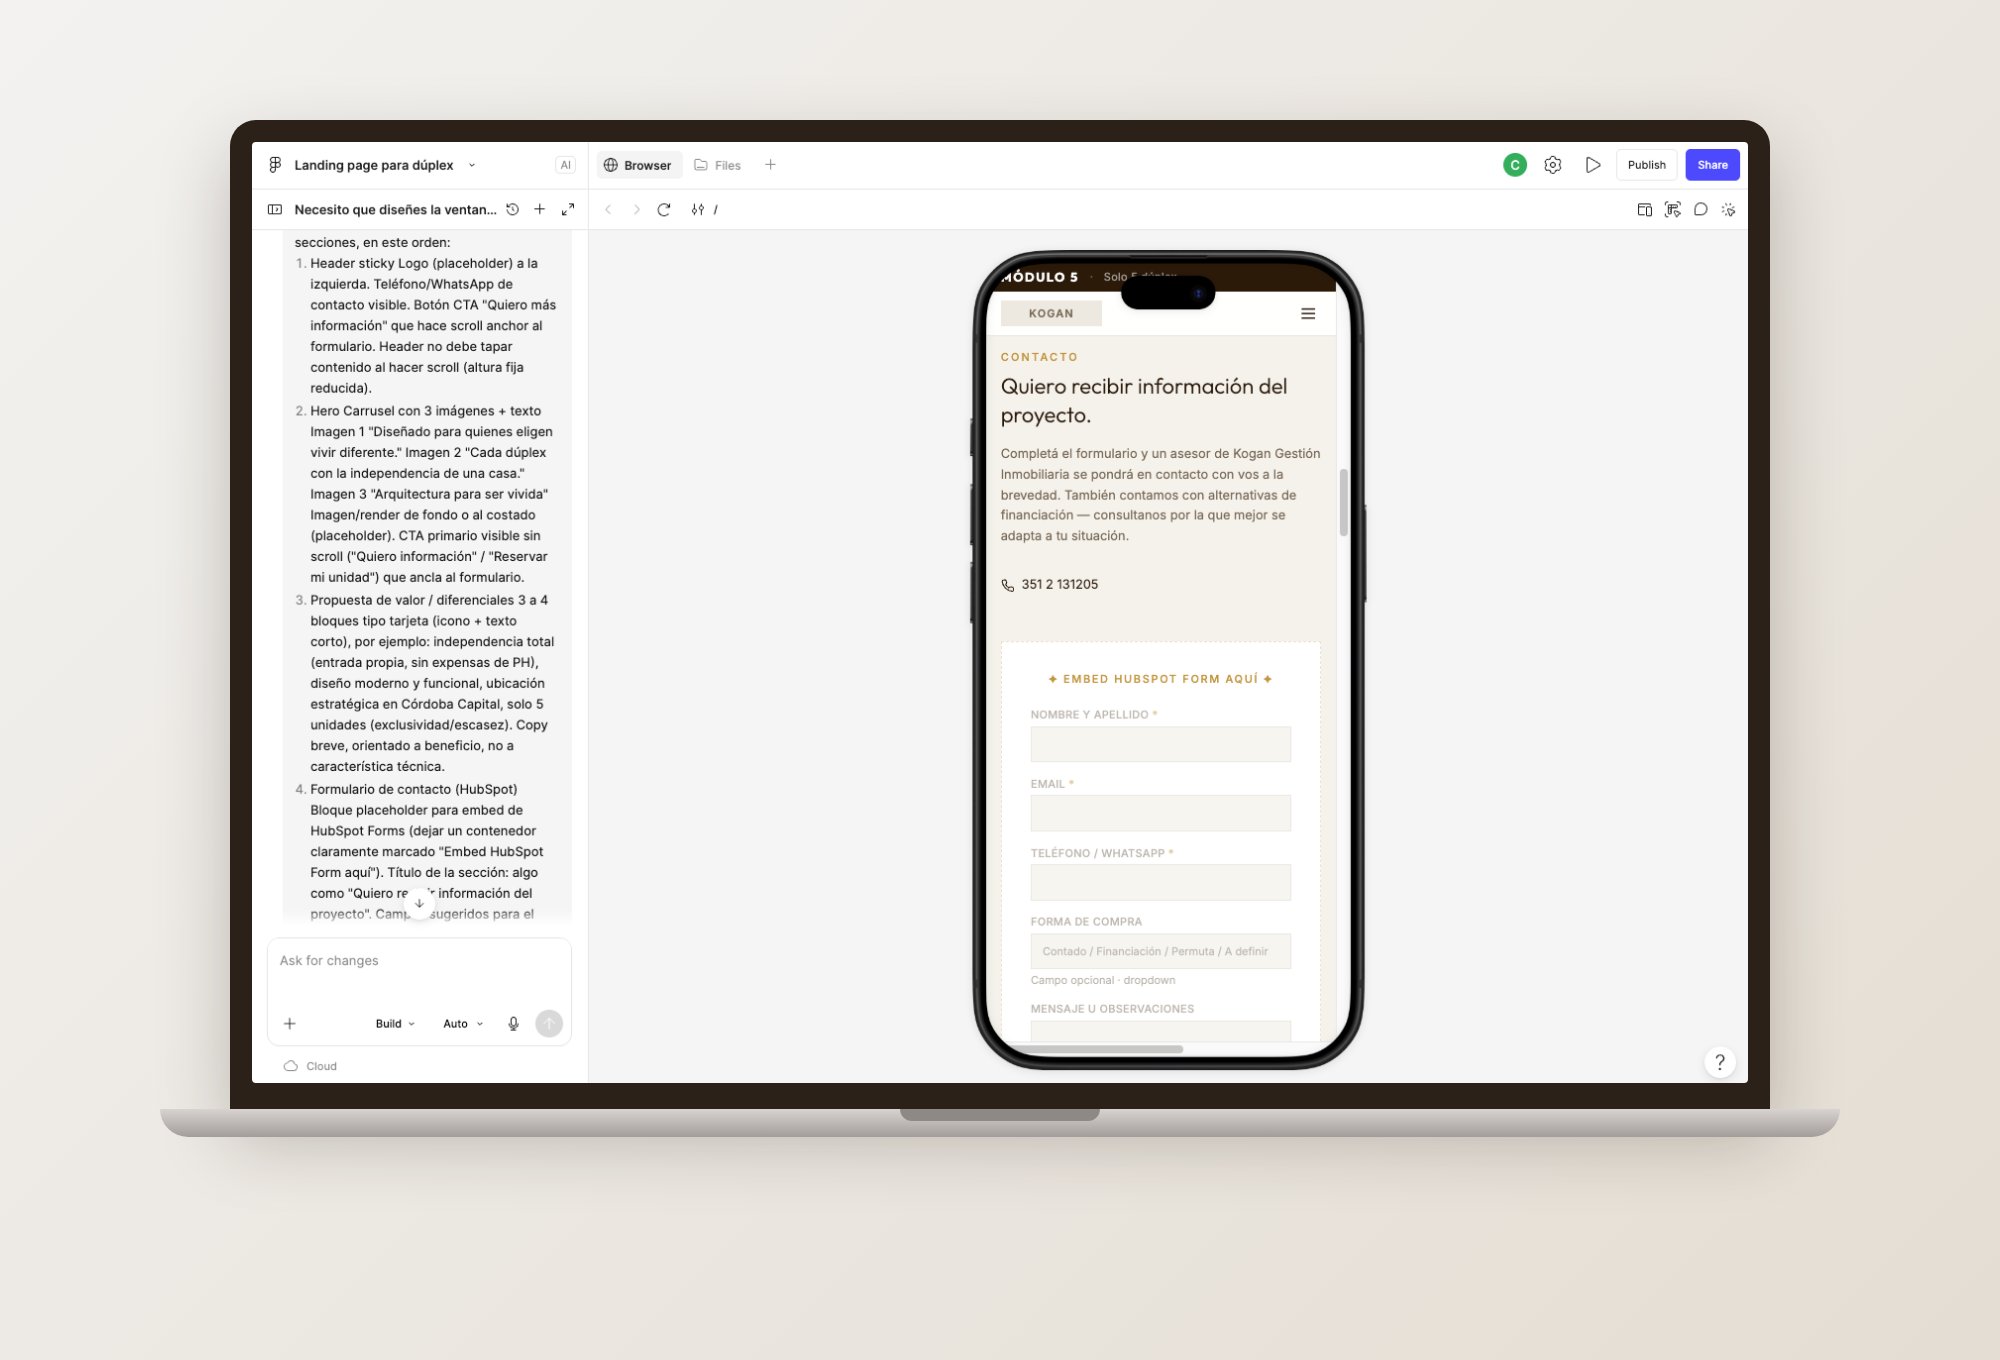 Landing page para dúplex
AI
Browser
Files
C
Publish
Share
Necesito que diseñes la ventan...
/
secciones, en este orden:
1. Header sticky Logo (placeholder) a la
izquierda. Teléfono/WhatsApp de
contacto visible. Botón CTA "Quiero más
información" que hace scroll anchor al
formulario. Header no debe tapar
contenido al hacer scroll (altura fija
reducida).
2. Hero Carrusel con 3 imágenes + texto
Imagen 1 "Diseñado para quienes eligen
vivir diferente." Imagen 2 "Cada dúplex
con la independencia de una casa."
Imagen 3 "Arquitectura para ser vivida"
Imagen/render de fondo o al costado
(placeholder). CTA primario visible sin
scroll ("Quiero información" / "Reservar
mi unidad") que ancla al formulario.
3. Propuesta de valor / diferenciales 3 a 4
bloques tipo tarjeta (icono + texto
corto), por ejemplo: independencia total
(entrada propia, sin expensas de PH),
diseño moderno y funcional, ubicación
estratégica en Córdoba Capital, solo 5
unidades (exclusividad/escasez). Copy
breve, orientado a beneficio, no a
característica técnica.
4. Formulario de contacto (HubSpot)
Bloque placeholder para embed de
HubSpot Forms (dejar un contenedor
claramente marcado "Embed HubSpot
Form aquí"). Título de la sección: algo
como "Quiero información del
proyecto". sugeridos para el
Ask for changes
Build
Auto
Cloud
MÓDULO 5 · Solo 5 dúplex
KOGAN
CONTACTO
Quiero recibir información del
proyecto.
Completá el formulario y un asesor de Kogan Gestión
Inmobiliaria se pondrá en contacto con vos a la
brevedad. También contamos con alternativas de
financiación — consultanos por la que mejor se
adapta a tu situación.
351 2 131205
✦ EMBED HUBSPOT FORM AQUÍ ✦
NOMBRE Y APELLIDO *
EMAIL *
TELÉFONO / WHATSAPP *
FORMA DE COMPRA
Contado / Financiación / Permuta / A definir
Campo opcional · dropdown
MENSAJE U OBSERVACIONES
?